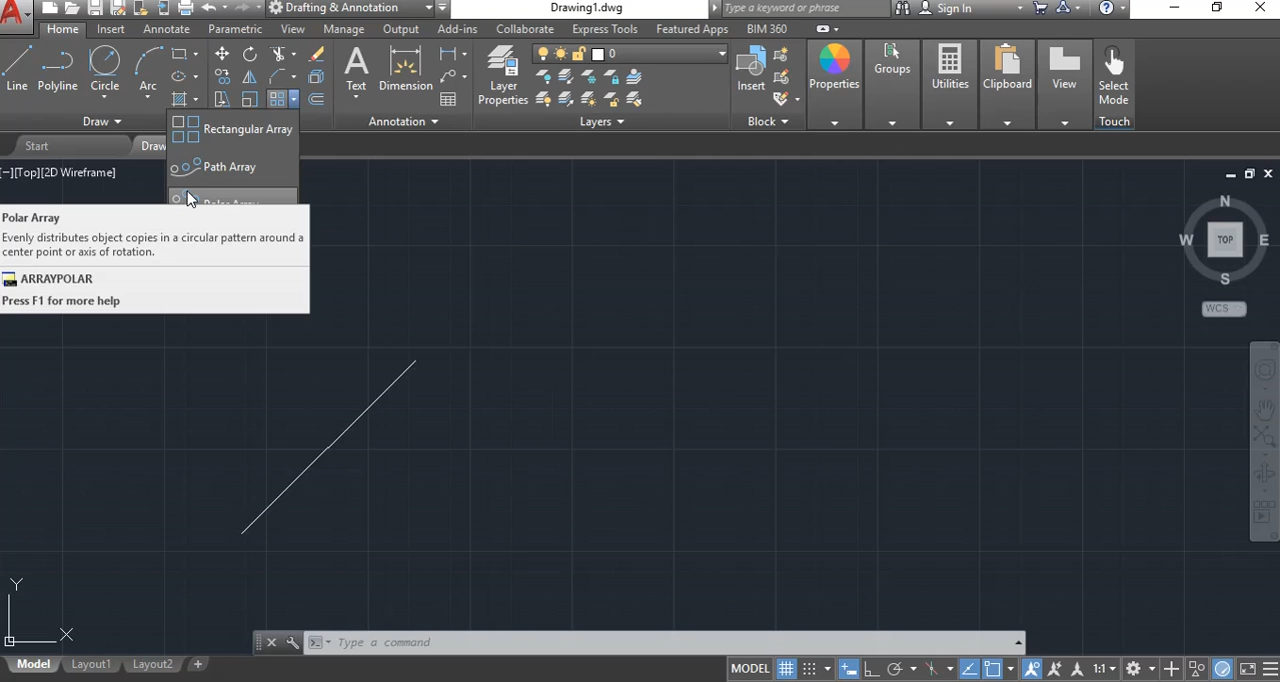 Drafting & Annotation
Drawing1.dwg
Type a keyword or phrase
Sign In
Home Insert Annotate Parametric View Manage Output Add-ins Collaborate Express Tools Featured Apps BIM 360
0
Line Polyline Circle Arc Text Dimension Layer Properties Insert Properties Groups Utilities Clipboard View Select Mode
Draw Annotation Layers Block Touch
Start
Draw
Rectangular Array
Path Array
Polar Array
[−][Top][2D Wireframe]
Polar Array
Evenly distributes object copies in a circular pattern around a
center point or axis of rotation.
ARRAYPOLAR
Press F1 for more help
N
W TOP E
S
WCS
Y
X
Type a command
Model Layout1 Layout2 +
MODEL 1:1